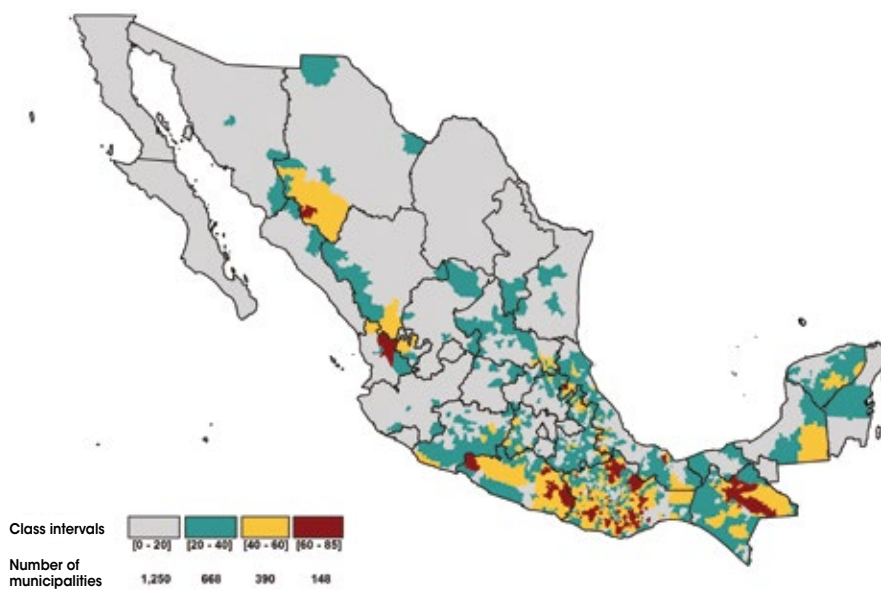 Class intervals
[0 - 20] [20 - 40] [40 - 60] [60 - 85]
Number of
municipalities
1,250 668 390 148